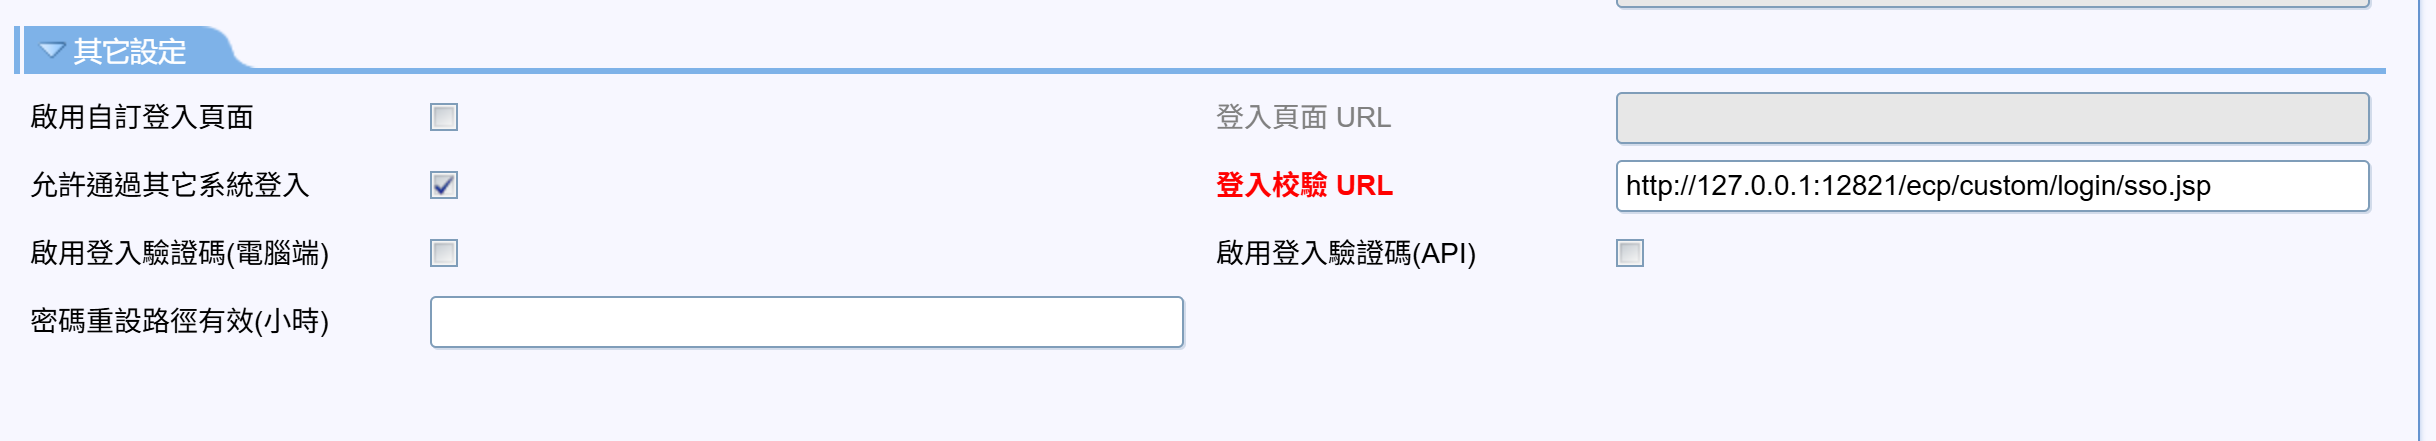 其它設定
啟用自訂登入頁面 登入頁面 URL
允許通過其它系統登入 登入校驗 URL http://127.0.0.1:12821/ecp/custom/login/sso.jsp
啟用登入驗證碼(電腦端) 啟用登入驗證碼(API)
密碼重設路徑有效(小時)